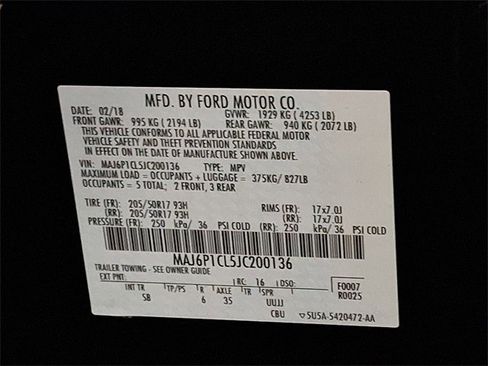 MFD. BY FORD MOTOR CO.
DATE: 02/18 GVWR: 1929 KG (4253 LB)
FRONT GAWR: 995 KG (2194 LB) REAR GAWR: 940 KG (2072 LB)
THIS VEHICLE CONFORMS TO ALL APPLICABLE FEDERAL MOTOR
VEHICLE SAFETY AND THEFT PREVENTION STANDARDS
IN EFFECT ON THE DATE OF MANUFACTURE SHOWN ABOVE.
VIN: MAJ6P1CL5JC200136 TYPE: MPV
MAXIMUM LOAD = OCCUPANTS + LUGGAGE = 375KG/ 827LB
OCCUPANTS = 5 TOTAL; 2 FRONT, 3 REAR
TIRE (FR): 205/50R17 93H RIMS (FR): 17x7.0J
(RR): 205/50R17 93H (RR): 17x7.0J
PRESSURE (FR): 250 kPa/ 36 PSI COLD (RR): 250 kPa/ 36 PSI COLD
MAJ6P1CL5JC200136
TRAILER TOWING - SEE OWNER GUIDE
EXT PNT: RC: 16 DSO: F0007
R0025
INT TR TP/PS R AXLE TR SPR
SB 6 35 UUJJ
CBU ▽5U5A-5420472-AA